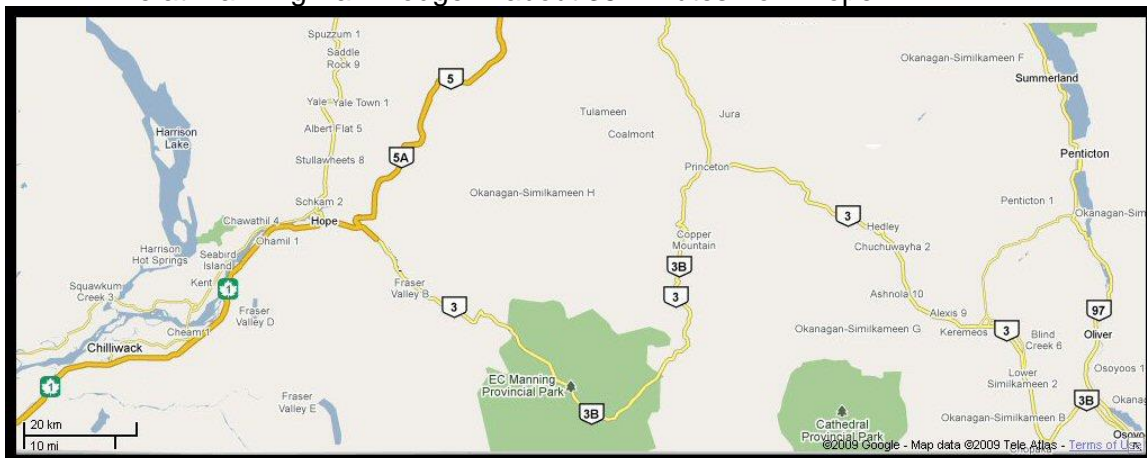 Spuzzum 1
Saddle
Rock 9
5
Okanagan-Similkameen F
Summerland
Yale
Yale Town 1
Tulameen
Jura
Harrison
Lake
Albert Flat 5
Coalmont
Stullawheets 8
5A
Penticton
Princeton
Okanagan-Similkameen H
Schkam 2
Penticton 1
Chawathil 4
Hope
3
Okanagan-Sim
Hedley
Ohamil 1
Copper
Mountain
Chuchuwayha 2
Harrison
Hot Springs
Seabird
Island
3B
Kent
Fraser
Valley B
Squawkum
Creek 3
1
3
3
Ashnola 10
Alexis 9
97
Fraser
Valley D
Okanagan-Similkameen G
Keremeos
3
Blind
Creek 6
Oliver
Cheam 1
Chilliwack
Lower
Similkameen 2
Osoyoos 1
EC Manning
Provincial Park
1
Fraser
Valley E
3B
3B
Okanag
Cathedral
Provincial Park
Okanagan-Similkameen B
20 km
10 mi
Chopaka
Osoyo
©2009 Google - Map data ©2009 Tele Atlas - Terms of Use